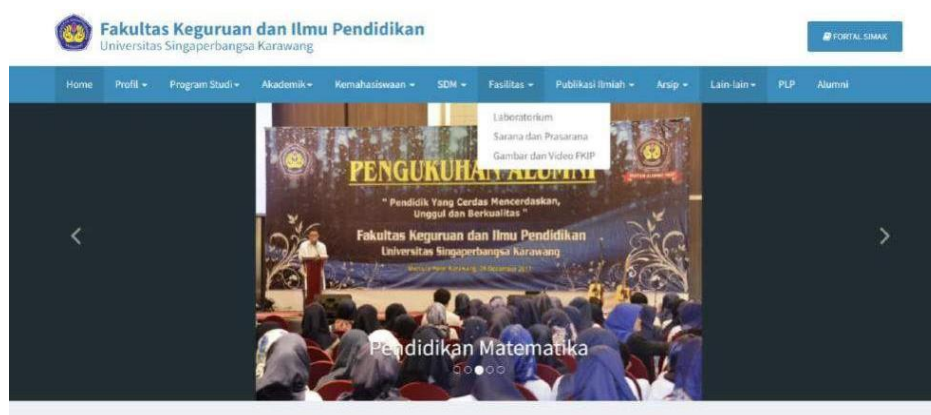 Fakultas Keguruan dan Ilmu Pendidikan
Universitas Singaperbangsa Karawang
PORTAL SIMAK
Home Profil Program Studi Akademik Kemahasiswaan SDM Fasilitas Publikasi Ilmiah Arsip Lain-lain PLP Alumni
Laboratorium
Sarana dan Prasarana
Gambar dan Video FKIP
PENGUKUHAN ALUMNI
" Pendidik Yang Cerdas Mencerdaskan,
Unggul dan Berkualitas "
Fakultas Keguruan dan Ilmu Pendidikan
Universitas Singaperbangsa Karawang
Pendidikan Matematika